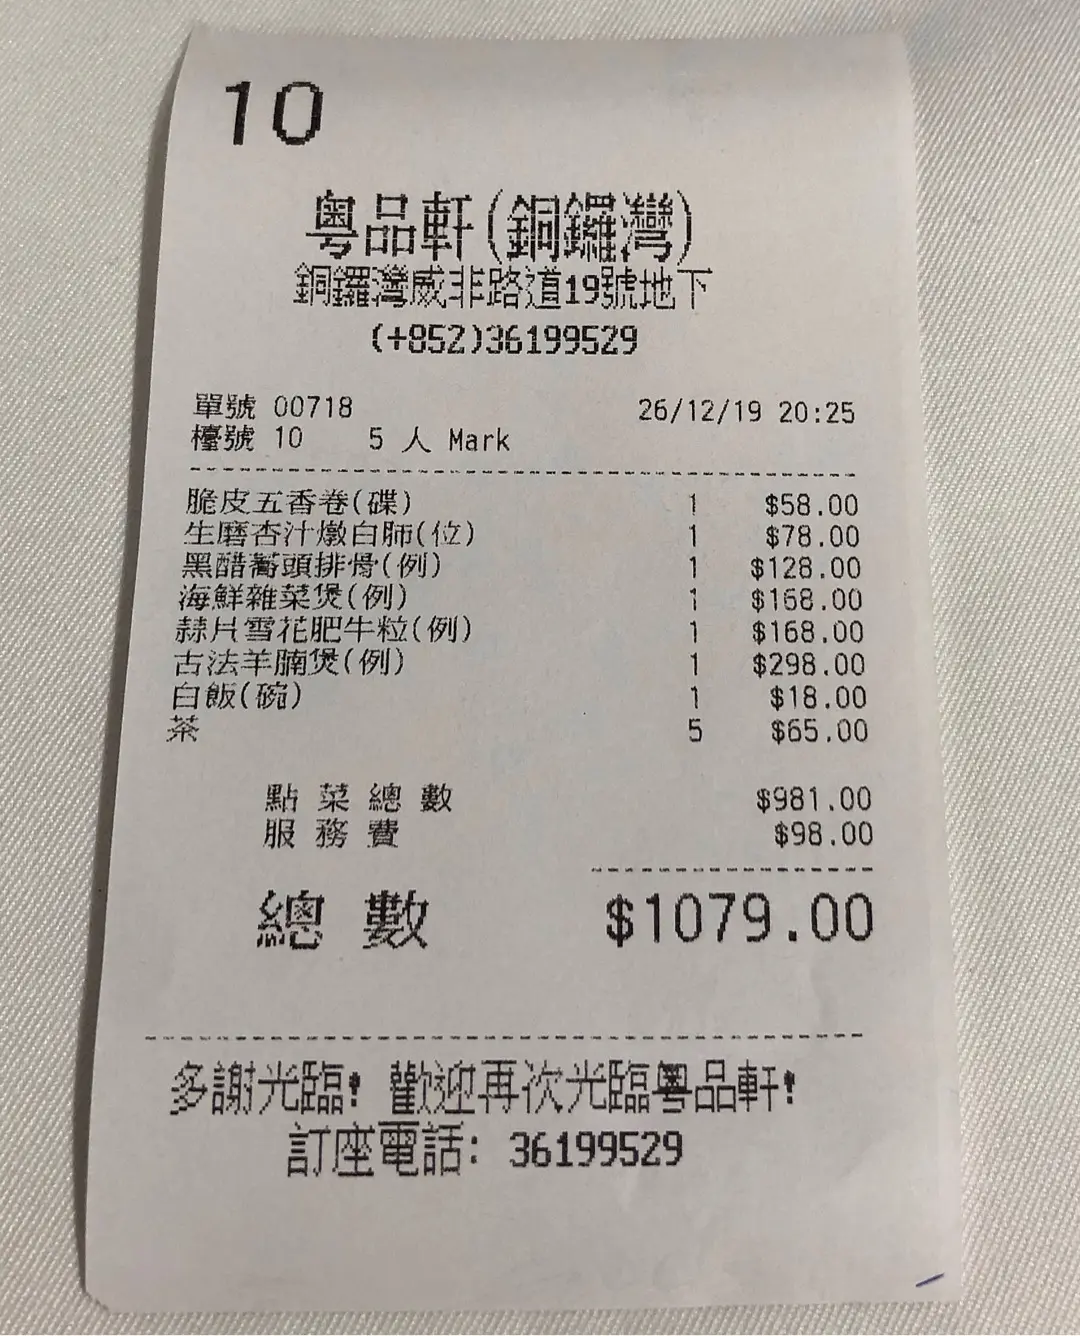 10
粤品軒(銅鑼灣)
銅鑼灣威非路道19號地下
(+852)36199529
單號 00718 26/12/19 20:25
檯號 10 5 人 Mark
脆皮五香卷(碟) 1 $58.00
生磨杏汁燉白肺(位) 1 $78.00
黑醋蕎頭排骨(例) 1 $128.00
海鮮雜菜煲(例) 1 $168.00
蒜片雪花肥牛粒(例) 1 $168.00
古法羊腩煲(例) 1 $298.00
白飯(碗) 1 $18.00
茶 5 $65.00
點菜總數 $981.00
服務費 $98.00
總數 $1079.00
多謝光臨! 歡迎再次光臨粤品軒!
訂座電話: 36199529